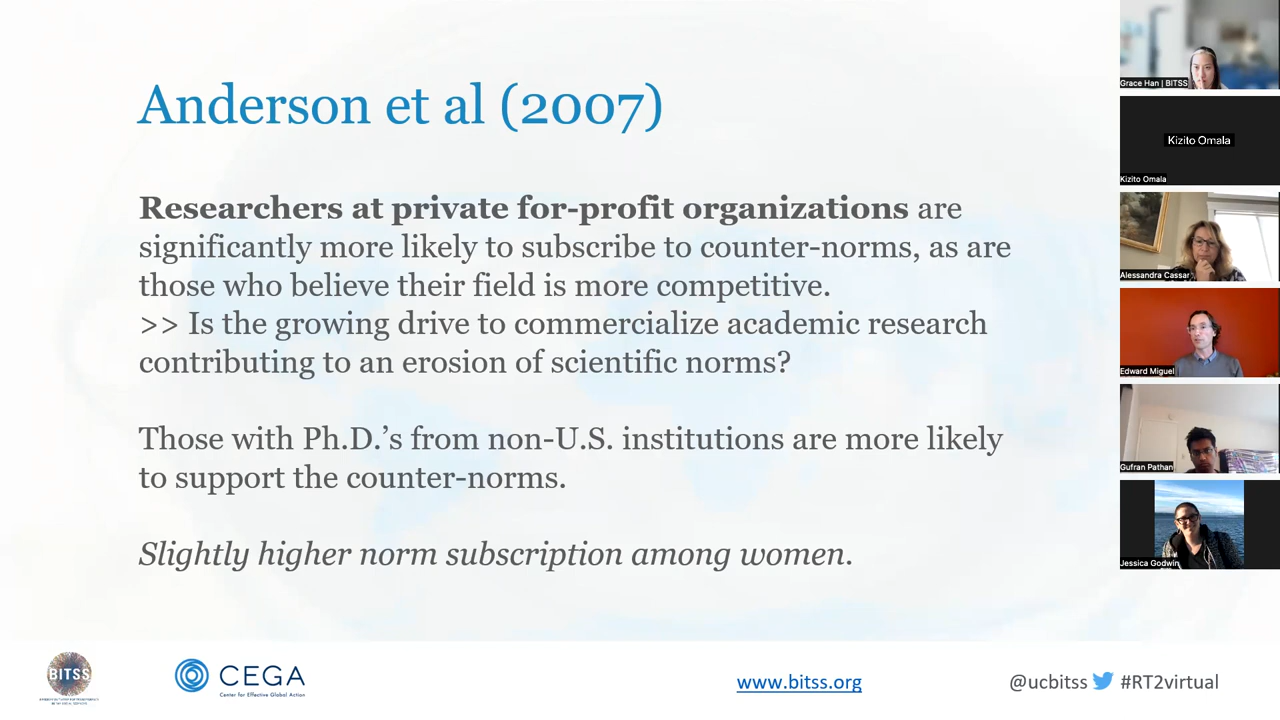 Anderson et al (2007)
Researchers at private for-profit organizations are
significantly more likely to subscribe to counter-norms, as are
those who believe their field is more competitive.
>> Is the growing drive to commercialize academic research
contributing to an erosion of scientific norms?
Those with Ph.D.’s from non-U.S. institutions are more likely
to support the counter-norms.
Slightly higher norm subscription among women.
BITSS
CEGA
Center for Effective Global Action
www.bitss.org
@ucbitss #RT2virtual
Grace Han | BITSS
Kizito Omala
Kizito Omala
Alessandra Cassar
Edward Miguel
Gufran Pathan
Jessica Godwin